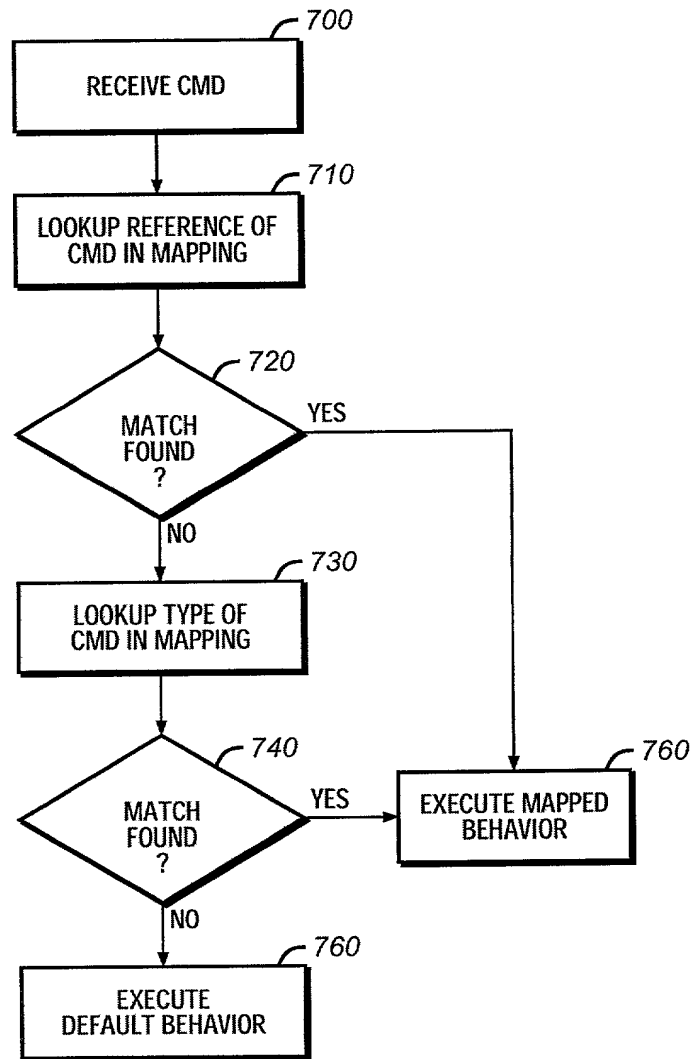 700
RECEIVE CMD
710
LOOKUP REFERENCE OF
CMD IN MAPPING
720
MATCH
FOUND
?
YES
NO
730
LOOKUP TYPE OF
CMD IN MAPPING
740
MATCH
FOUND
?
YES
760
EXECUTE MAPPED
BEHAVIOR
NO
760
EXECUTE
DEFAULT BEHAVIOR